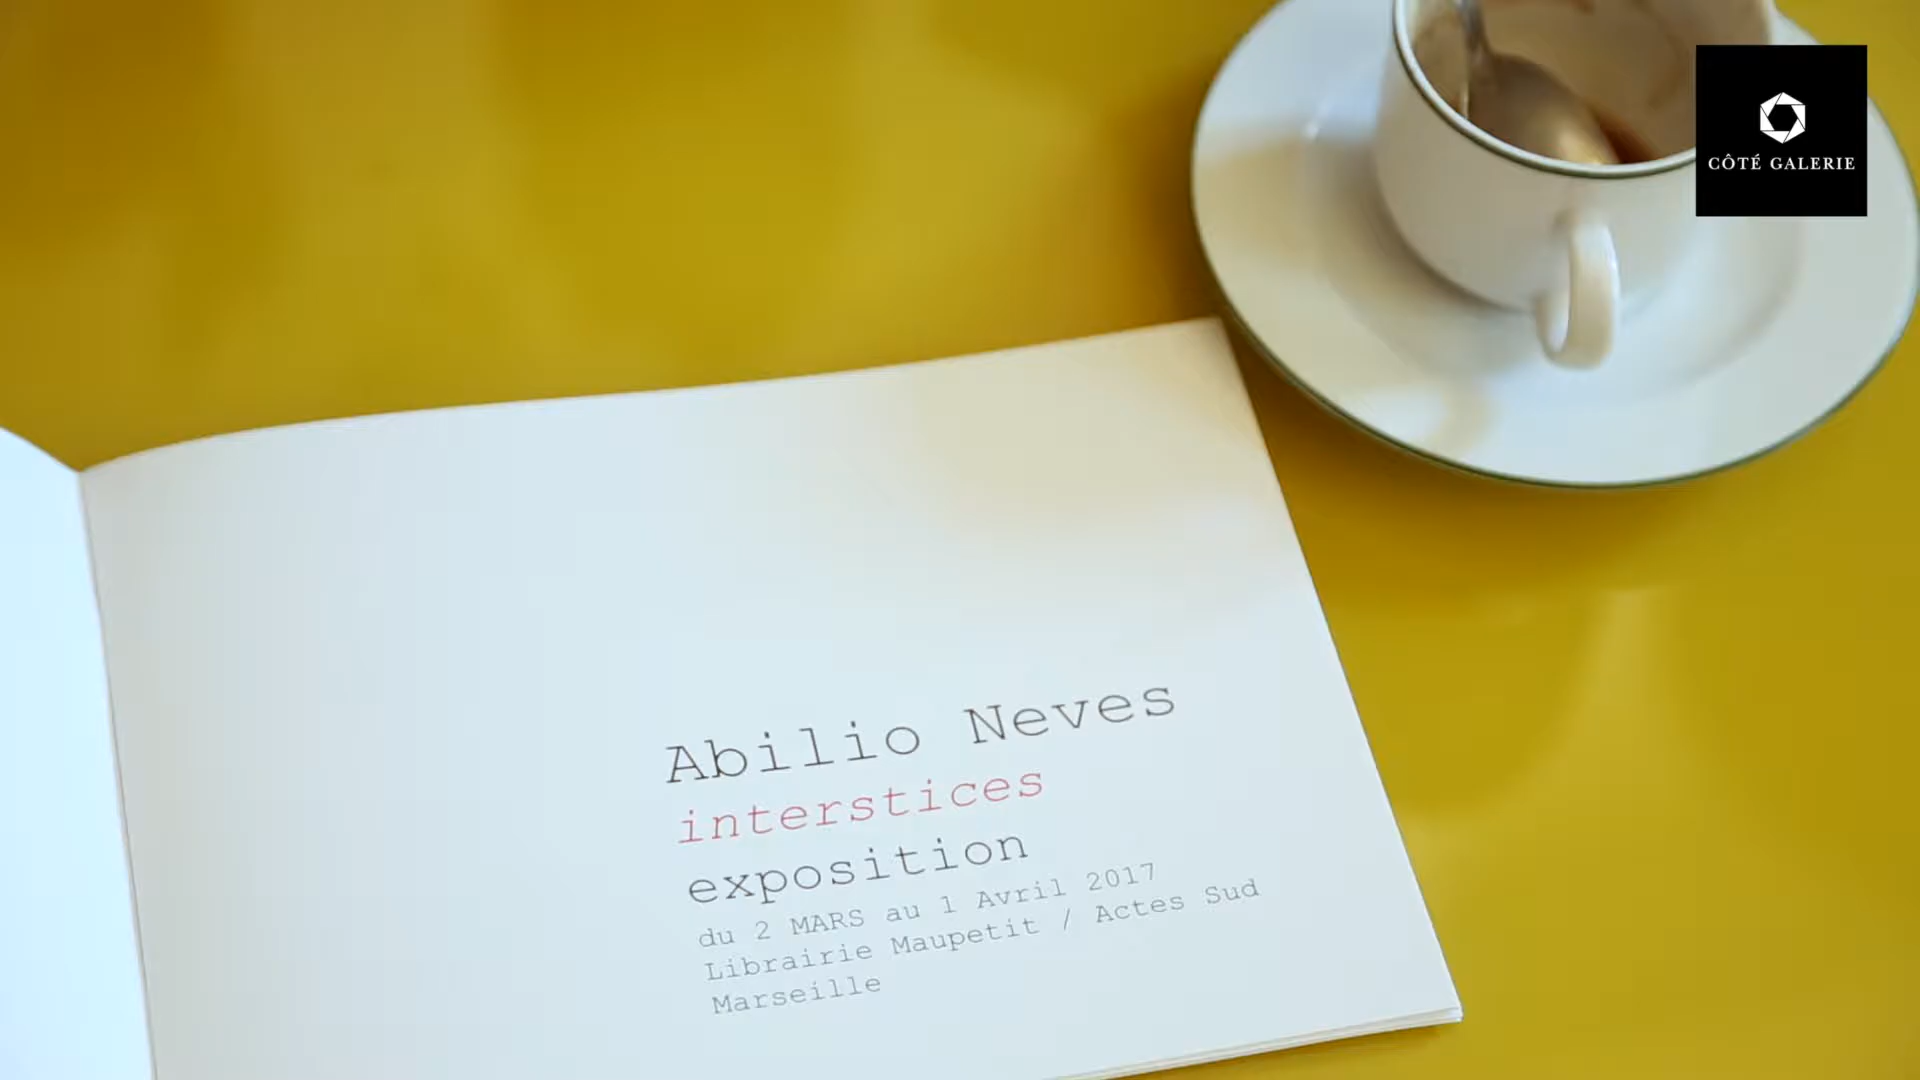 CÔTÉ GALERIE
Abilio Neves
interstices
exposition
du 2 MARS au 1 Avril 2017
Librairie Maupetit / Actes Sud
Marseille